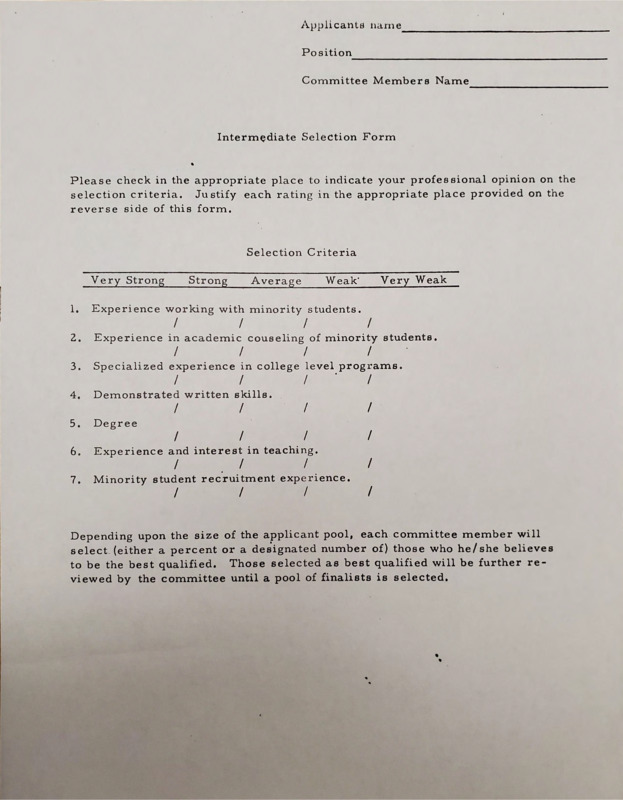 Applicants name
Position
Committee Members Name
Intermediate Selection Form
Please check in the appropriate place to indicate your professional opinion on the
selection criteria. Justify each rating in the appropriate place provided on the
reverse side of this form.
Selection Criteria
Very Strong Strong Average Weak Very Weak
1. Experience working with minority students.
/ / / /
2. Experience in academic couseling of minority students.
/ / / /
3. Specialized experience in college level programs.
/ / / /
4. Demonstrated written skills.
/ / / /
5. Degree
/ / / /
6. Experience and interest in teaching.
/ / / /
7. Minority student recruitment experience.
/ / / /
Depending upon the size of the applicant pool, each committee member will
select (either a percent or a designated number of) those who he/she believes
to be the best qualified. Those selected as best qualified will be further re-
viewed by the committee until a pool of finalists is selected.